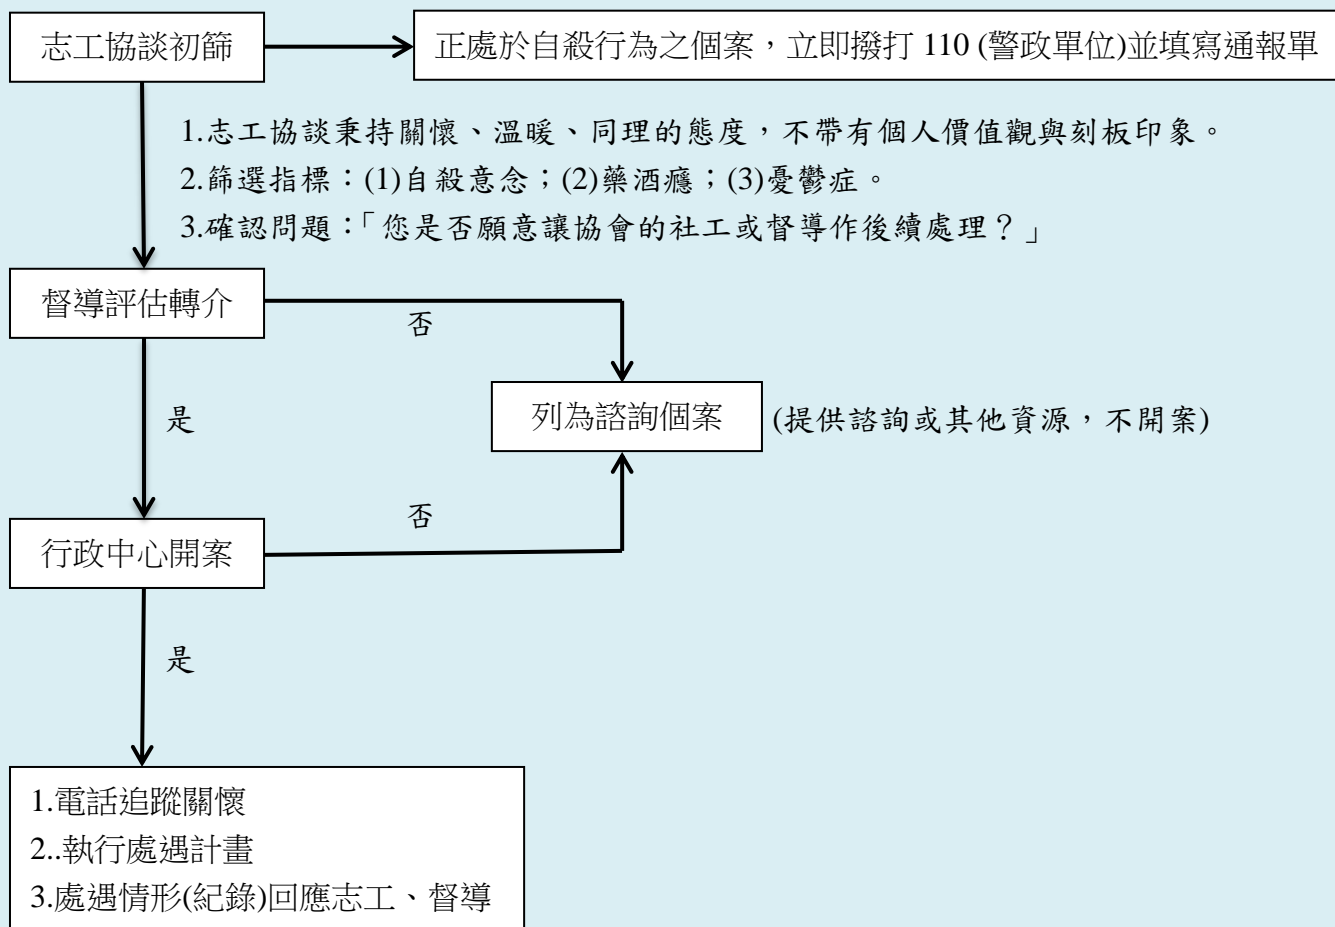 志工協談初篩
正處於自殺行為之個案，立即撥打 110 (警政單位)並填寫通報單
1.志工協談秉持關懷、溫暖、同理的態度，不帶有個人價值觀與刻板印象。
2.篩選指標：(1)自殺意念；(2)藥酒癮；(3)憂鬱症。
3.確認問題：「您是否願意讓協會的社工或督導作後續處理？」
督導評估轉介
否
是
列為諮詢個案
(提供諮詢或其他資源，不開案)
否
行政中心開案
是
1.電話追蹤關懷
2..執行處遇計畫
3.處遇情形(紀錄)回應志工、督導